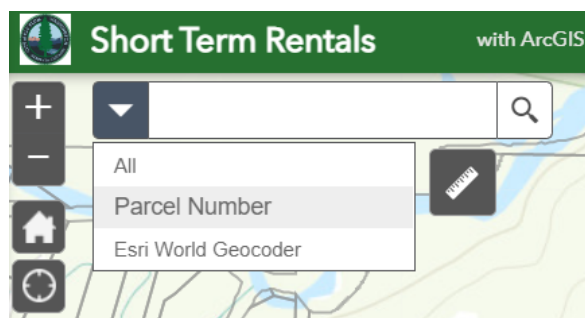 Short Term Rentals
with ArcGIS
All
Parcel Number
Esri World Geocoder